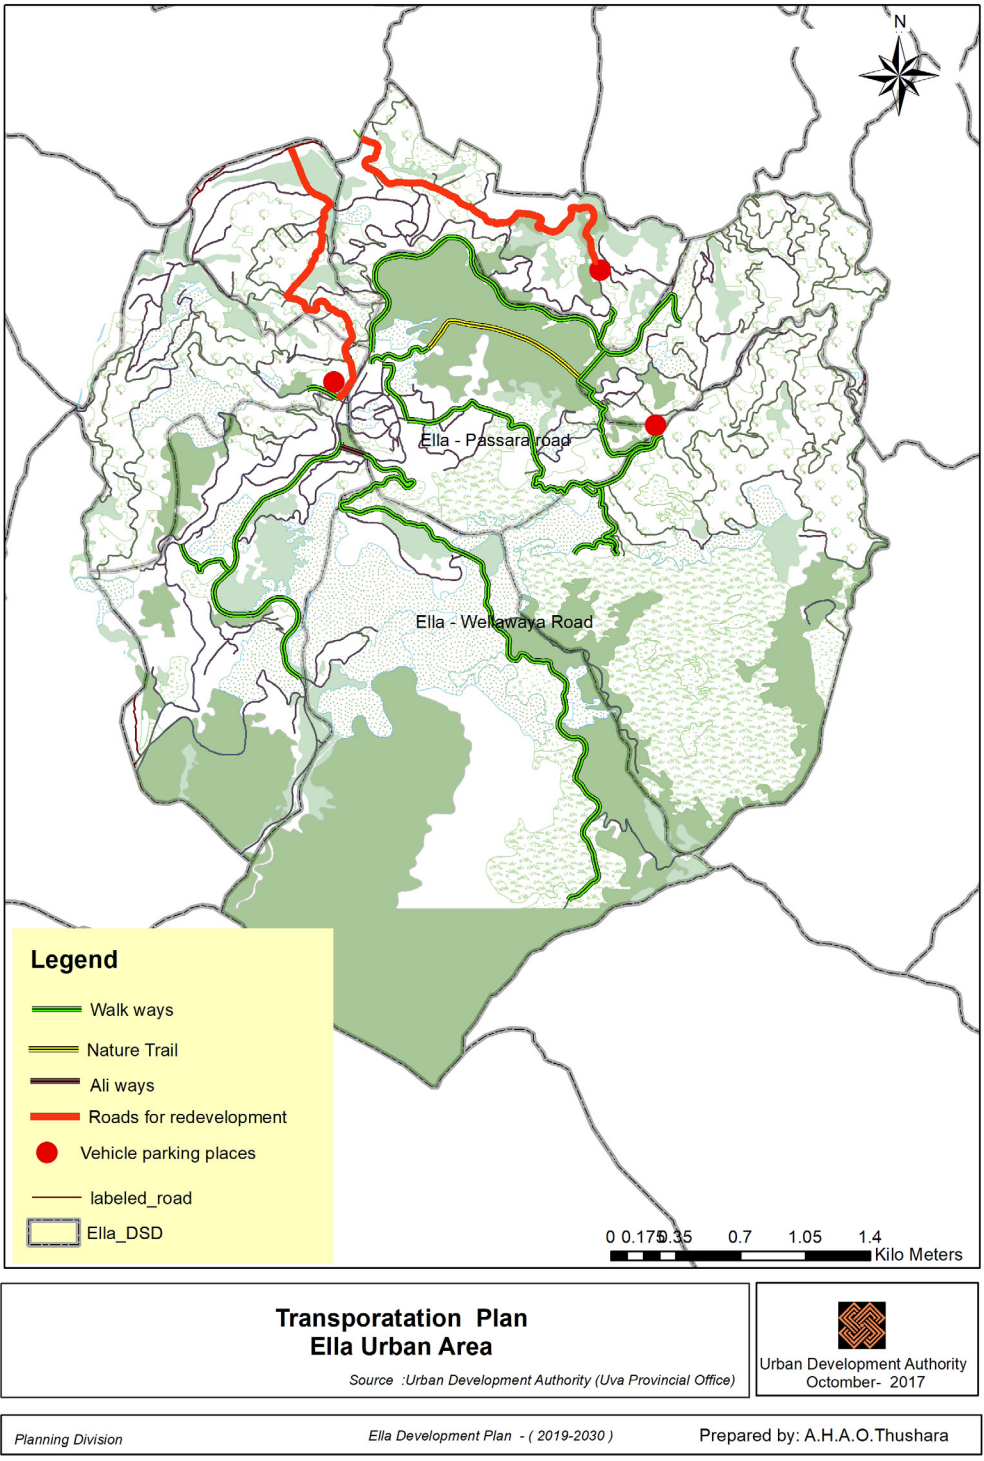 N
Ella - Passara road
Ella - Wellawaya Road
Legend
Walk ways
Nature Trail
Ali ways
Roads for redevelopment
Vehicle parking places
labeled_road
Ella_DSD
0 0.175 0.35 0.7 1.05 1.4
Kilo Meters
Transporatation Plan
Ella Urban Area
Source :Urban Development Authority (Uva Provincial Office)
Urban Development Authority
Octomber- 2017
Planning Division
Ella Development Plan - ( 2019-2030 )
Prepared by: A.H.A.O.Thushara